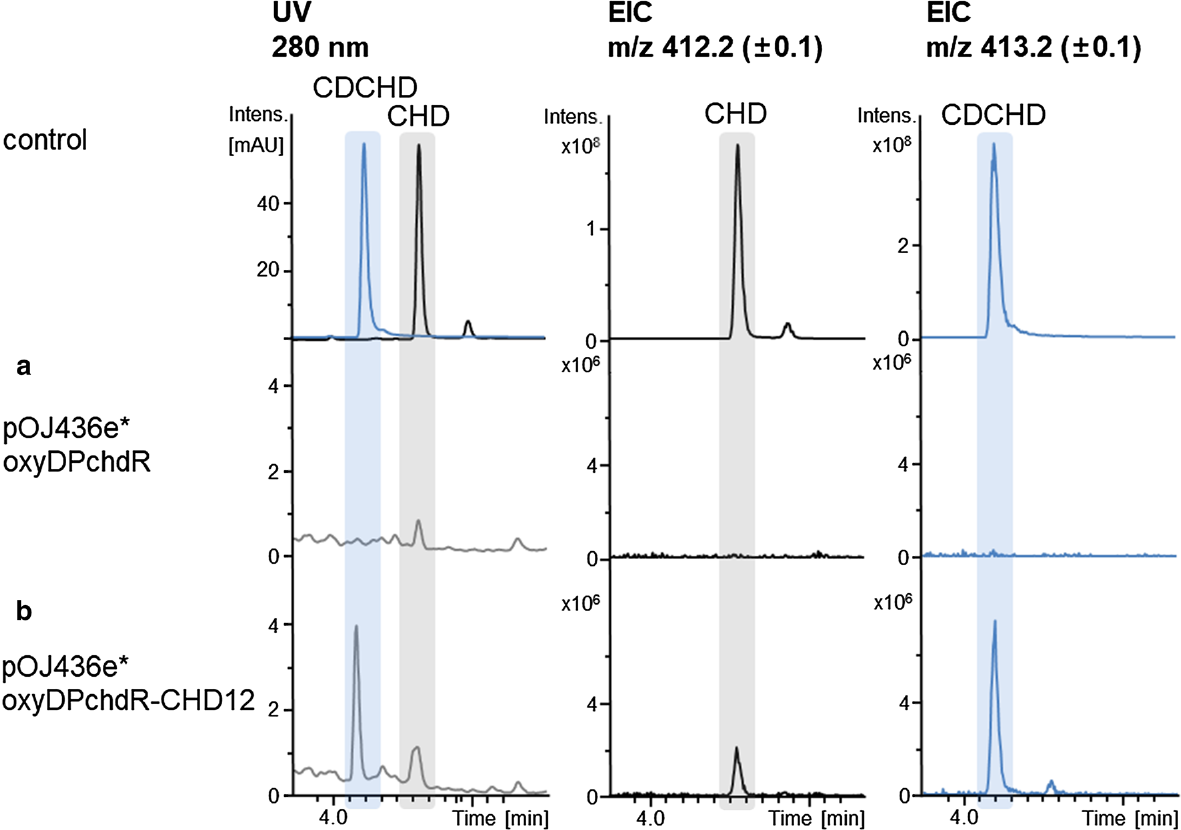 UV
280 nm
EIC
m/z 412.2 (±0.1)
EIC
m/z 413.2 (±0.1)
control
CDCHD
CHD
Intens.
[mAU]
40
20
CHD
Intens.
x10⁸
1
0
CDCHD
Intens.
x10⁸
2
0
a
pOJ436e*
oxyDPchdR
4
2
0
x10⁶
4
0
x10⁶
4
0
b
pOJ436e*
oxyDPchdR-CHD12
4
2
0
4.0
Time [min]
x10⁶
4
0
4.0
Time [min]
x10⁶
4
0
4.0
Time [min]